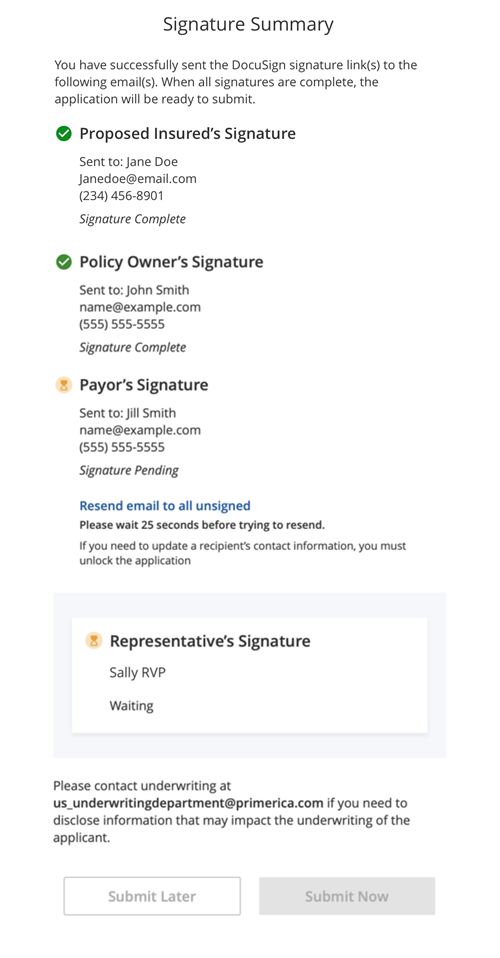 Signature Summary
You have successfully sent the DocuSign signature link(s) to the
following email(s). When all signatures are complete, the
application will be ready to submit.
Proposed Insured’s Signature
Sent to: Jane Doe
Janedoe@email.com
(234) 456-8901
Signature Complete
Policy Owner’s Signature
Sent to: John Smith
name@example.com
(555) 555-5555
Signature Complete
Payor’s Signature
Sent to: Jill Smith
name@example.com
(555) 555-5555
Signature Pending
Resend email to all unsigned
Please wait 25 seconds before trying to resend.
If you need to update a recipient’s contact information, you must
unlock the application
Representative’s Signature
Sally RVP
Waiting
Please contact underwriting at
us_underwritingdepartment@primerica.com if you need to
disclose information that may impact the underwriting of the
applicant.
Submit Later
Submit Now